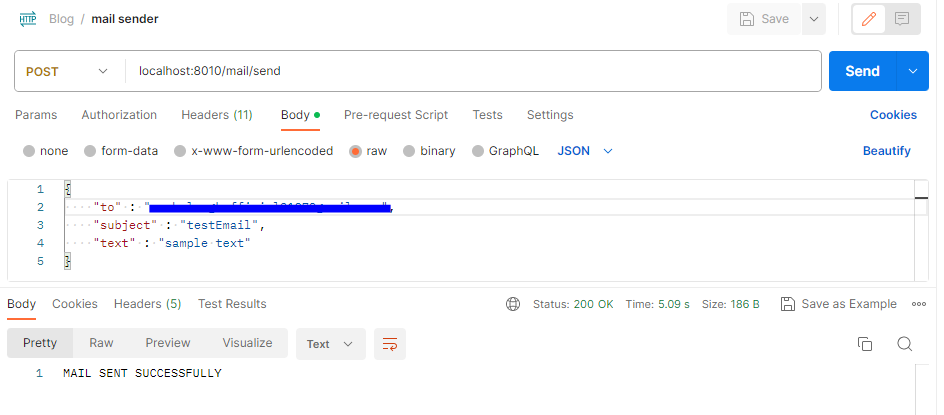 HTTP Blog / mail sender Save
POST localhost:8010/mail/send Send
Params Authorization Headers (11) Body Pre-request Script Tests Settings Cookies
none form-data x-www-form-urlencoded raw binary GraphQL JSON Beautify
1 {
2 "to" : ",
3 "subject" : "testEmail",
4 "text" : "sample text"
5 }
Body Cookies Headers (5) Test Results Status: 200 OK Time: 5.09 s Size: 186 B Save as Example
Pretty Raw Preview Visualize Text
1 MAIL SENT SUCCESSFULLY